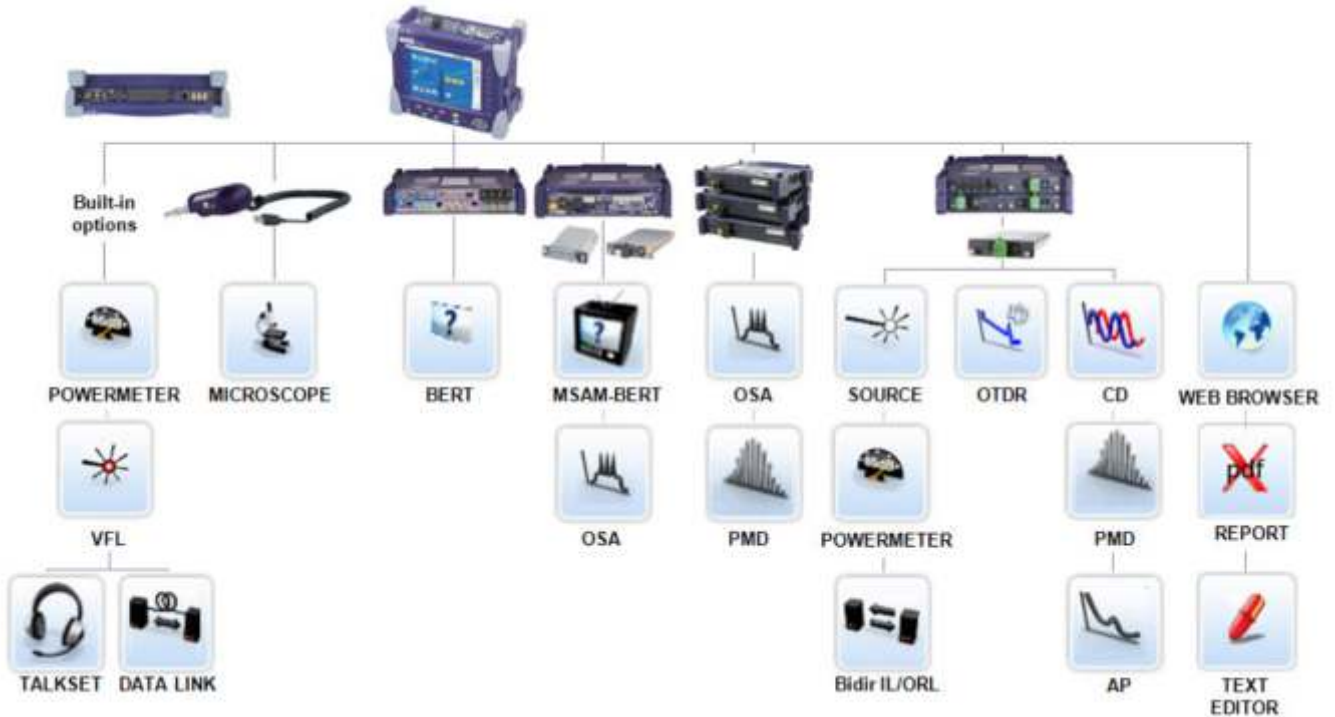 Built-in
options
POWERMETER
MICROSCOPE
BERT
MSAM-BERT
OSA
SOURCE
OTDR
CD
WEB BROWSER
VFL
OSA
PMD
POWERMETER
PMD
pdf
REPORT
TALKSET
DATA LINK
Bidir IL/ORL
AP
TEXT
EDITOR